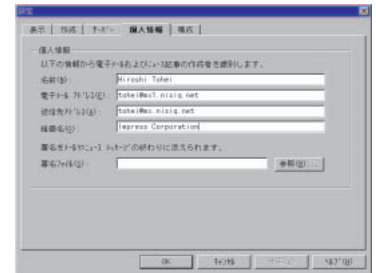 設定
表示 作成 サーバー 個人情報 構成
個人情報
以下の情報から電子メールおよびニュース記事の作成者を識別します。
名前(N): Hiroshi Tohei
電子メール アドレス(E): tohei@mx1.nisiq.net
返信先アドレス(A): tohei@mx.nisiq.net
組織名(O): Impress Corporation
署名をメールやニュース メッセージの終わりに添えられます。
署名ファイル(S): 参照(B)...
OK キャンセル ヘルプ(H)